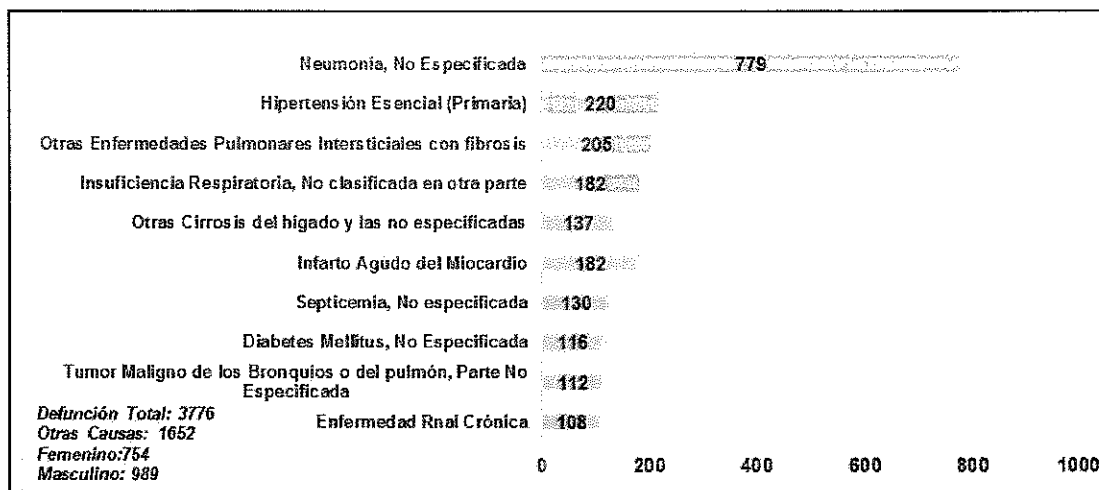 Neumonía, No Especificada 779
Hipertensión Esencial (Primaria) 220
Otras Enfermedades Pulmonares Intersticiales con fibrosis 205
Insuficiencia Respiratoria, No clasificada en otra parte 182
Otras Cirrosis del hígado y las no especificadas 137
Infarto Agudo del Miocardio 182
Septicemia, No especificada 130
Diabetes Mellitus, No Especificada 116
Tumor Maligno de los Bronquios o del pulmón, Parte No
Especificada 112
Enfermedad Rnal Crónica 108
Defunción Total: 3776
Otras Causas: 1652
Femenino:754
Masculino: 989
0 200 400 600 800 1000